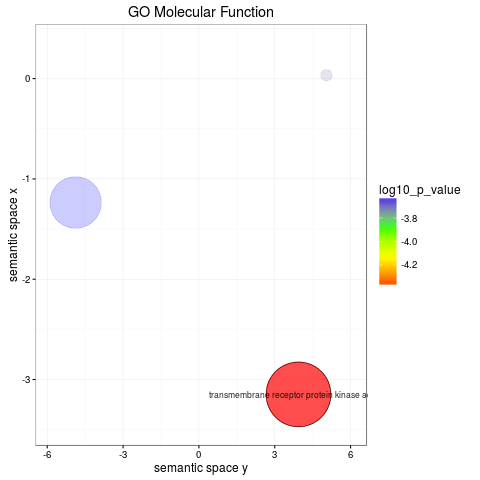 GO Molecular Function
semantic space x
0
-1
-2
-3
transmembrane receptor protein kinase a
-6
-3
0
3
6
semantic space y
log10_p_value
-3.8
-4.0
-4.2